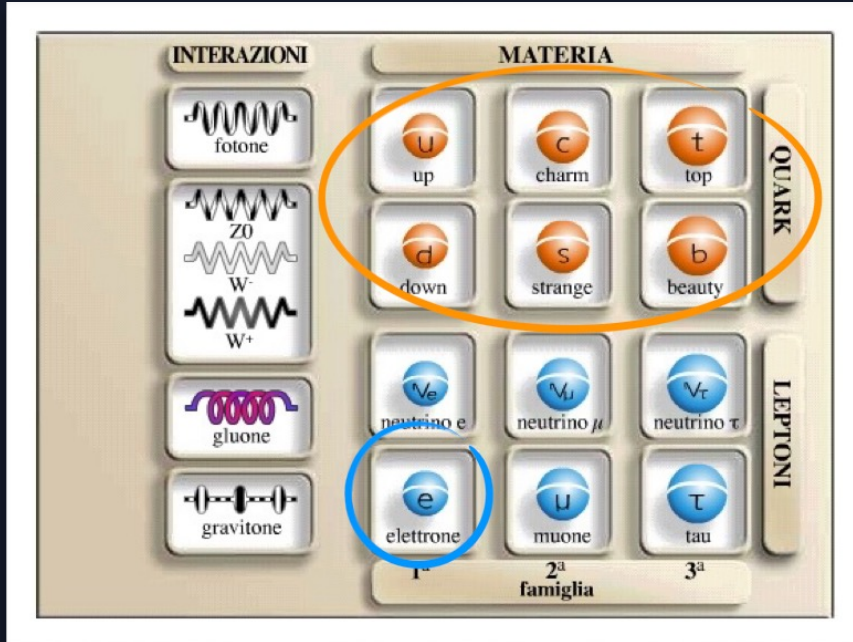 INTERAZIONI
fotone
Z0
W-
W+
gluone
gravitone
MATERIA
u c t
up charm top
d s b
down strange beauty
QUARK
νe νμ ντ
neutrino e neutrino μ neutrino τ
e μ τ
elettrone muone tau
LEPTONI
1ª 2ª 3ª
famiglia